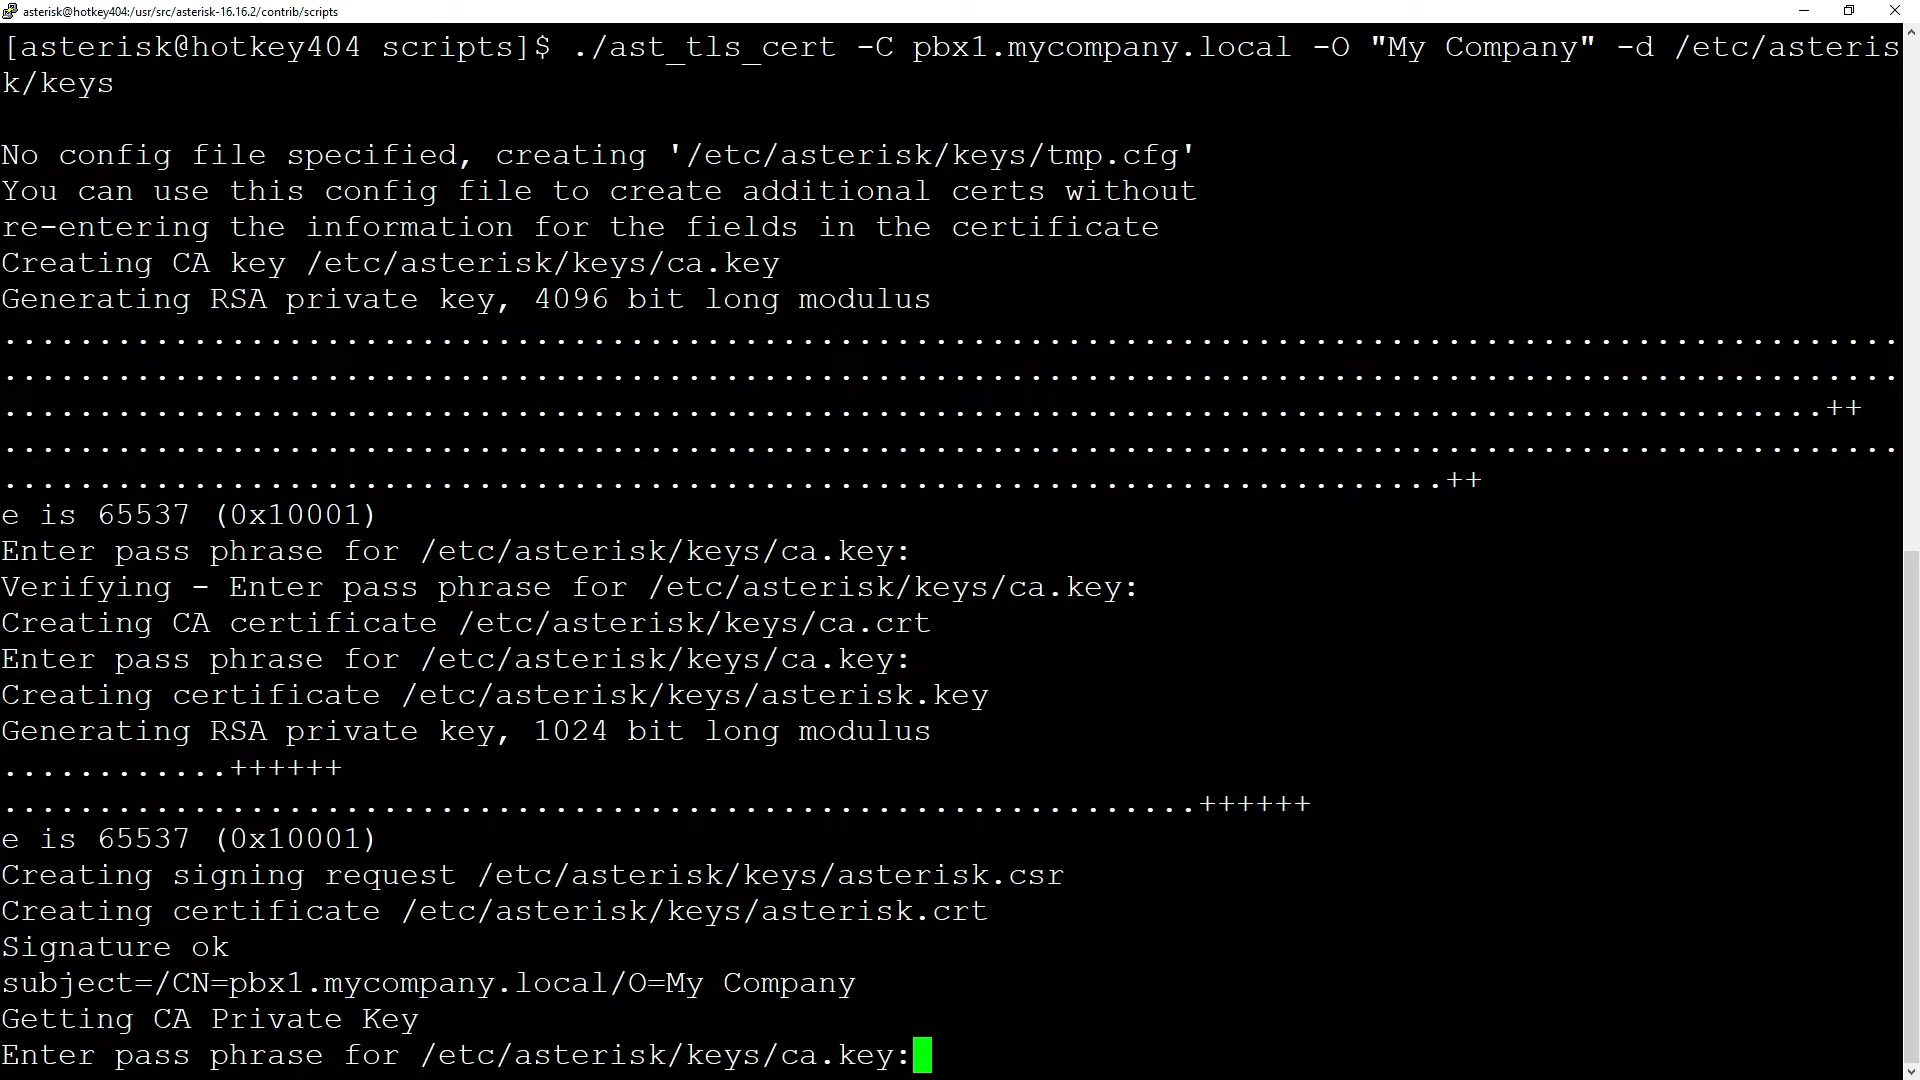 asterisk@hotkey404:/usr/src/asterisk-16.16.2/contrib/scripts
[asterisk@hotkey404 scripts]$ ./ast_tls_cert -C pbx1.mycompany.local -O "My Company" -d /etc/asteris
k/keys
No config file specified, creating '/etc/asterisk/keys/tmp.cfg'
You can use this config file to create additional certs without
re-entering the information for the fields in the certificate
Creating CA key /etc/asterisk/keys/ca.key
Generating RSA private key, 4096 bit long modulus
....................................................................................................
....................................................................................................
................................................................................................++
....................................................................................................
............................................................................++
e is 65537 (0x10001)
Enter pass phrase for /etc/asterisk/keys/ca.key:
Verifying - Enter pass phrase for /etc/asterisk/keys/ca.key:
Creating CA certificate /etc/asterisk/keys/ca.crt
Enter pass phrase for /etc/asterisk/keys/ca.key:
Creating certificate /etc/asterisk/keys/asterisk.key
Generating RSA private key, 1024 bit long modulus
............++++++
...............................................................++++++
e is 65537 (0x10001)
Creating signing request /etc/asterisk/keys/asterisk.csr
Creating certificate /etc/asterisk/keys/asterisk.crt
Signature ok
subject=/CN=pbx1.mycompany.local/O=My Company
Getting CA Private Key
Enter pass phrase for /etc/asterisk/keys/ca.key: